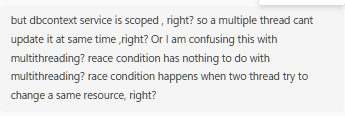 but dbcontext service is scoped , right? so a multiple thread cant
update it at same time ,right? Or I am confusing this with
multithreading? reace condition has nothing to do with
multithreading? race condition happens when two thread try to
change a same resource, right?